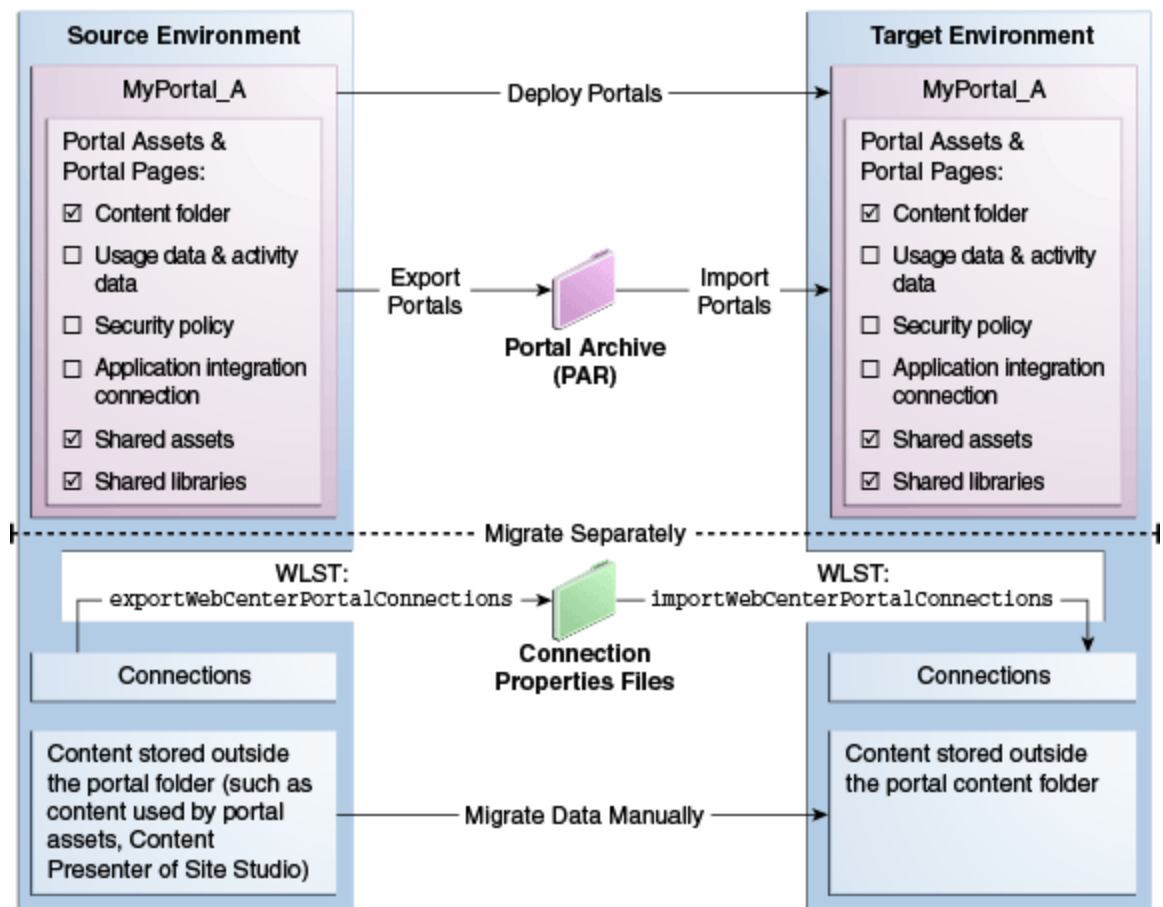 Source Environment
MyPortal_A
Portal Assets &
Portal Pages:
☑ Content folder
☐ Usage data & activity
data
☐ Security policy
☐ Application integration
connection
☑ Shared assets
☑ Shared libraries
Deploy Portals
Export
Portals
Portal Archive
(PAR)
Import
Portals
Target Environment
MyPortal_A
Portal Assets &
Portal Pages:
☑ Content folder
☐ Usage data & activity
data
☐ Security policy
☐ Application integration
connection
☑ Shared assets
☑ Shared libraries
Migrate Separately
WLST:
exportWebCenterPortalConnections
Connection
Properties Files
WLST:
importWebCenterPortalConnections
Connections
Connections
Content stored outside
the portal folder (such as
content used by portal
assets, Content
Presenter of Site Studio)
Migrate Data Manually
Content stored outside
the portal content folder